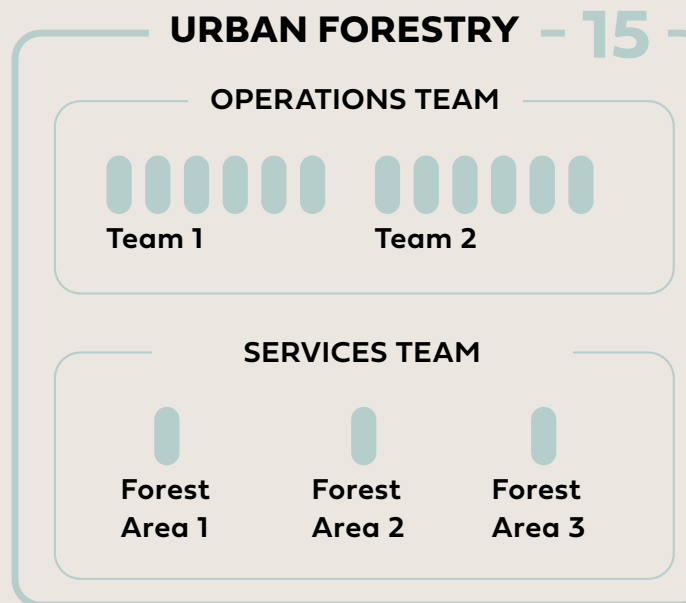 URBAN FORESTRY - 15
OPERATIONS TEAM
Team 1 Team 2
SERVICES TEAM
Forest Forest Forest
Area 1 Area 2 Area 3